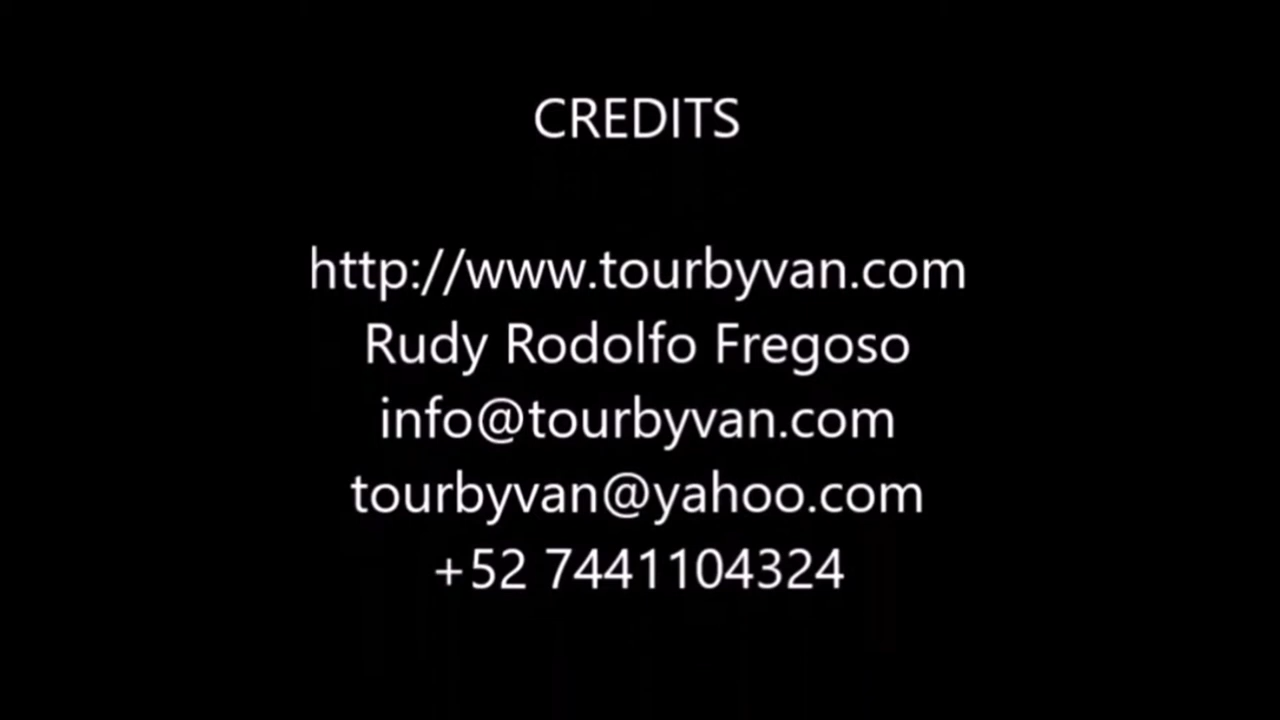 CREDITS
http://www.tourbyvan.com
Rudy Rodolfo Fregoso
info@tourbyvan.com
tourbyvan@yahoo.com
+52 7441104324